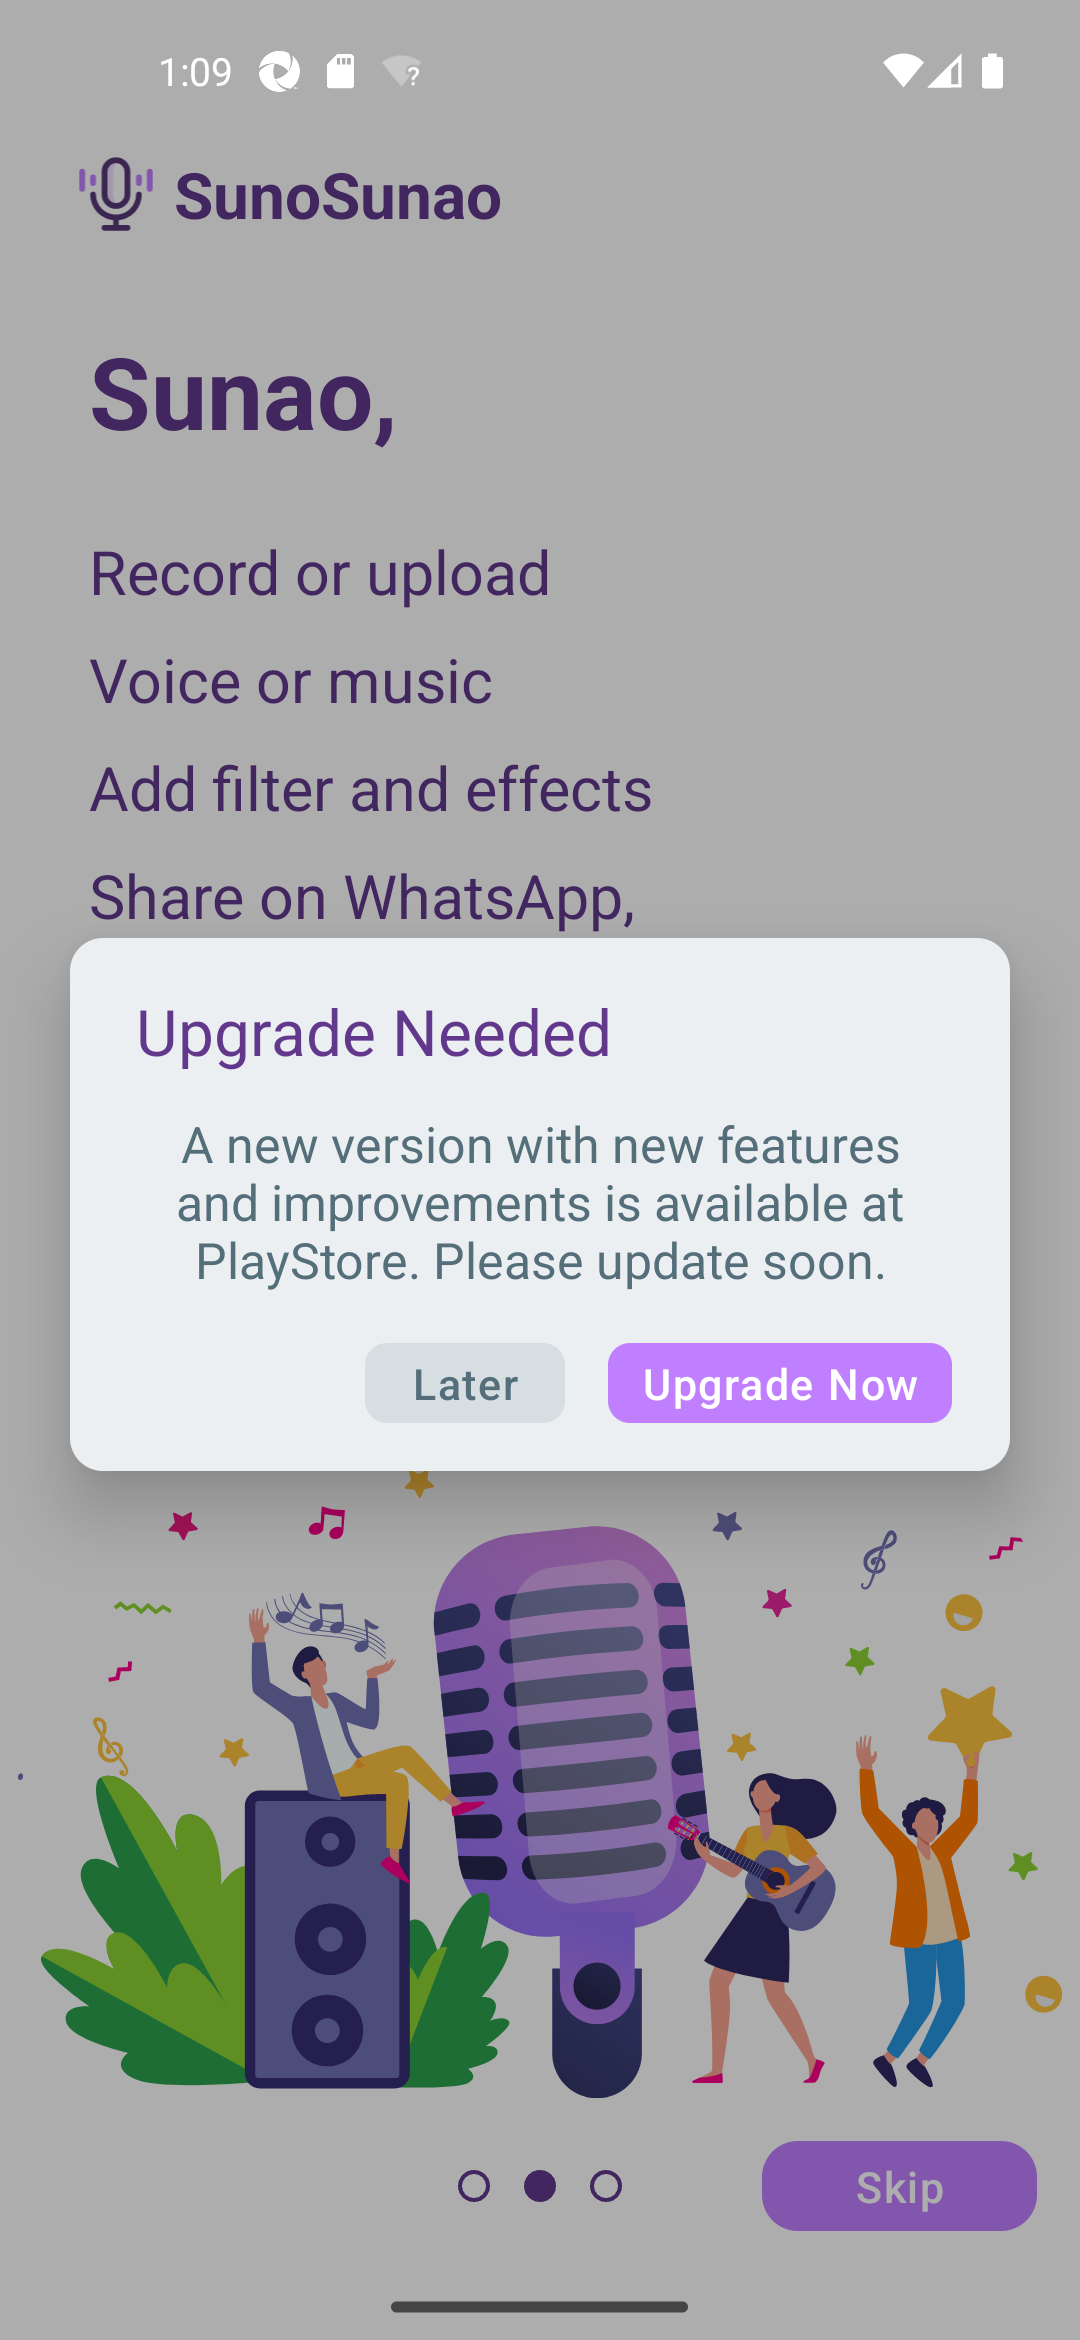 1:09
SunoSunao
Sunao,
Record or upload
Voice or music
Add filter and effects
Share on WhatsApp,
Upgrade Needed
A new version with new features
and improvements is available at
PlayStore. Please update soon.
Later
Upgrade Now
Skip